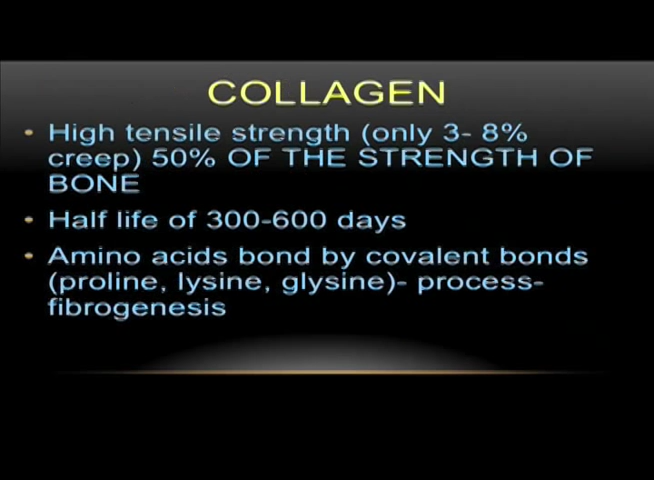 COLLAGEN
• High tensile strength (only 3- 8%
creep) 50% OF THE STRENGTH OF
BONE
• Half life of 300-600 days
• Amino acids bond by covalent bonds
(proline, lysine, glysine)- process-
fibrogenesis